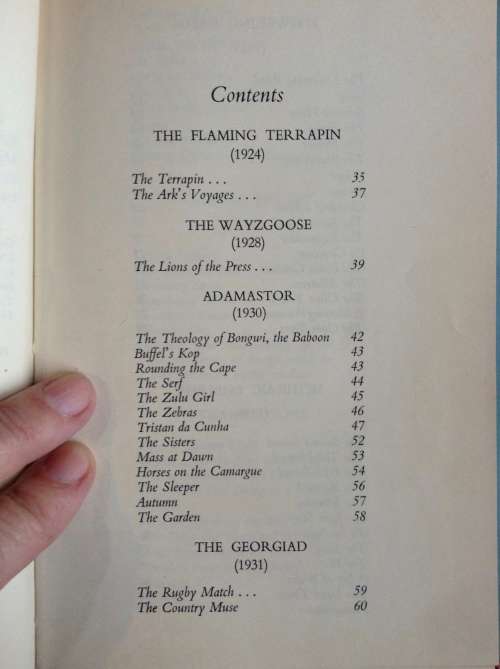 Contents
THE FLAMING TERRAPIN
(1924)
The Terrapin . . . 35
The Ark's Voyages . . . 37
THE WAYZGOOSE
(1928)
The Lions of the Press . . . 39
ADAMASTOR
(1930)
The Theology of Bongwi, the Baboon 42
Buffel's Kop 43
Rounding the Cape 43
The Serf 44
The Zulu Girl 45
The Zebras 46
Tristan da Cunha 47
The Sisters 52
Mass at Dawn 53
Horses on the Camargue 54
The Sleeper 56
Autumn 57
The Garden 58
THE GEORGIAD
(1931)
The Rugby Match . . . 59
The Country Muse 60